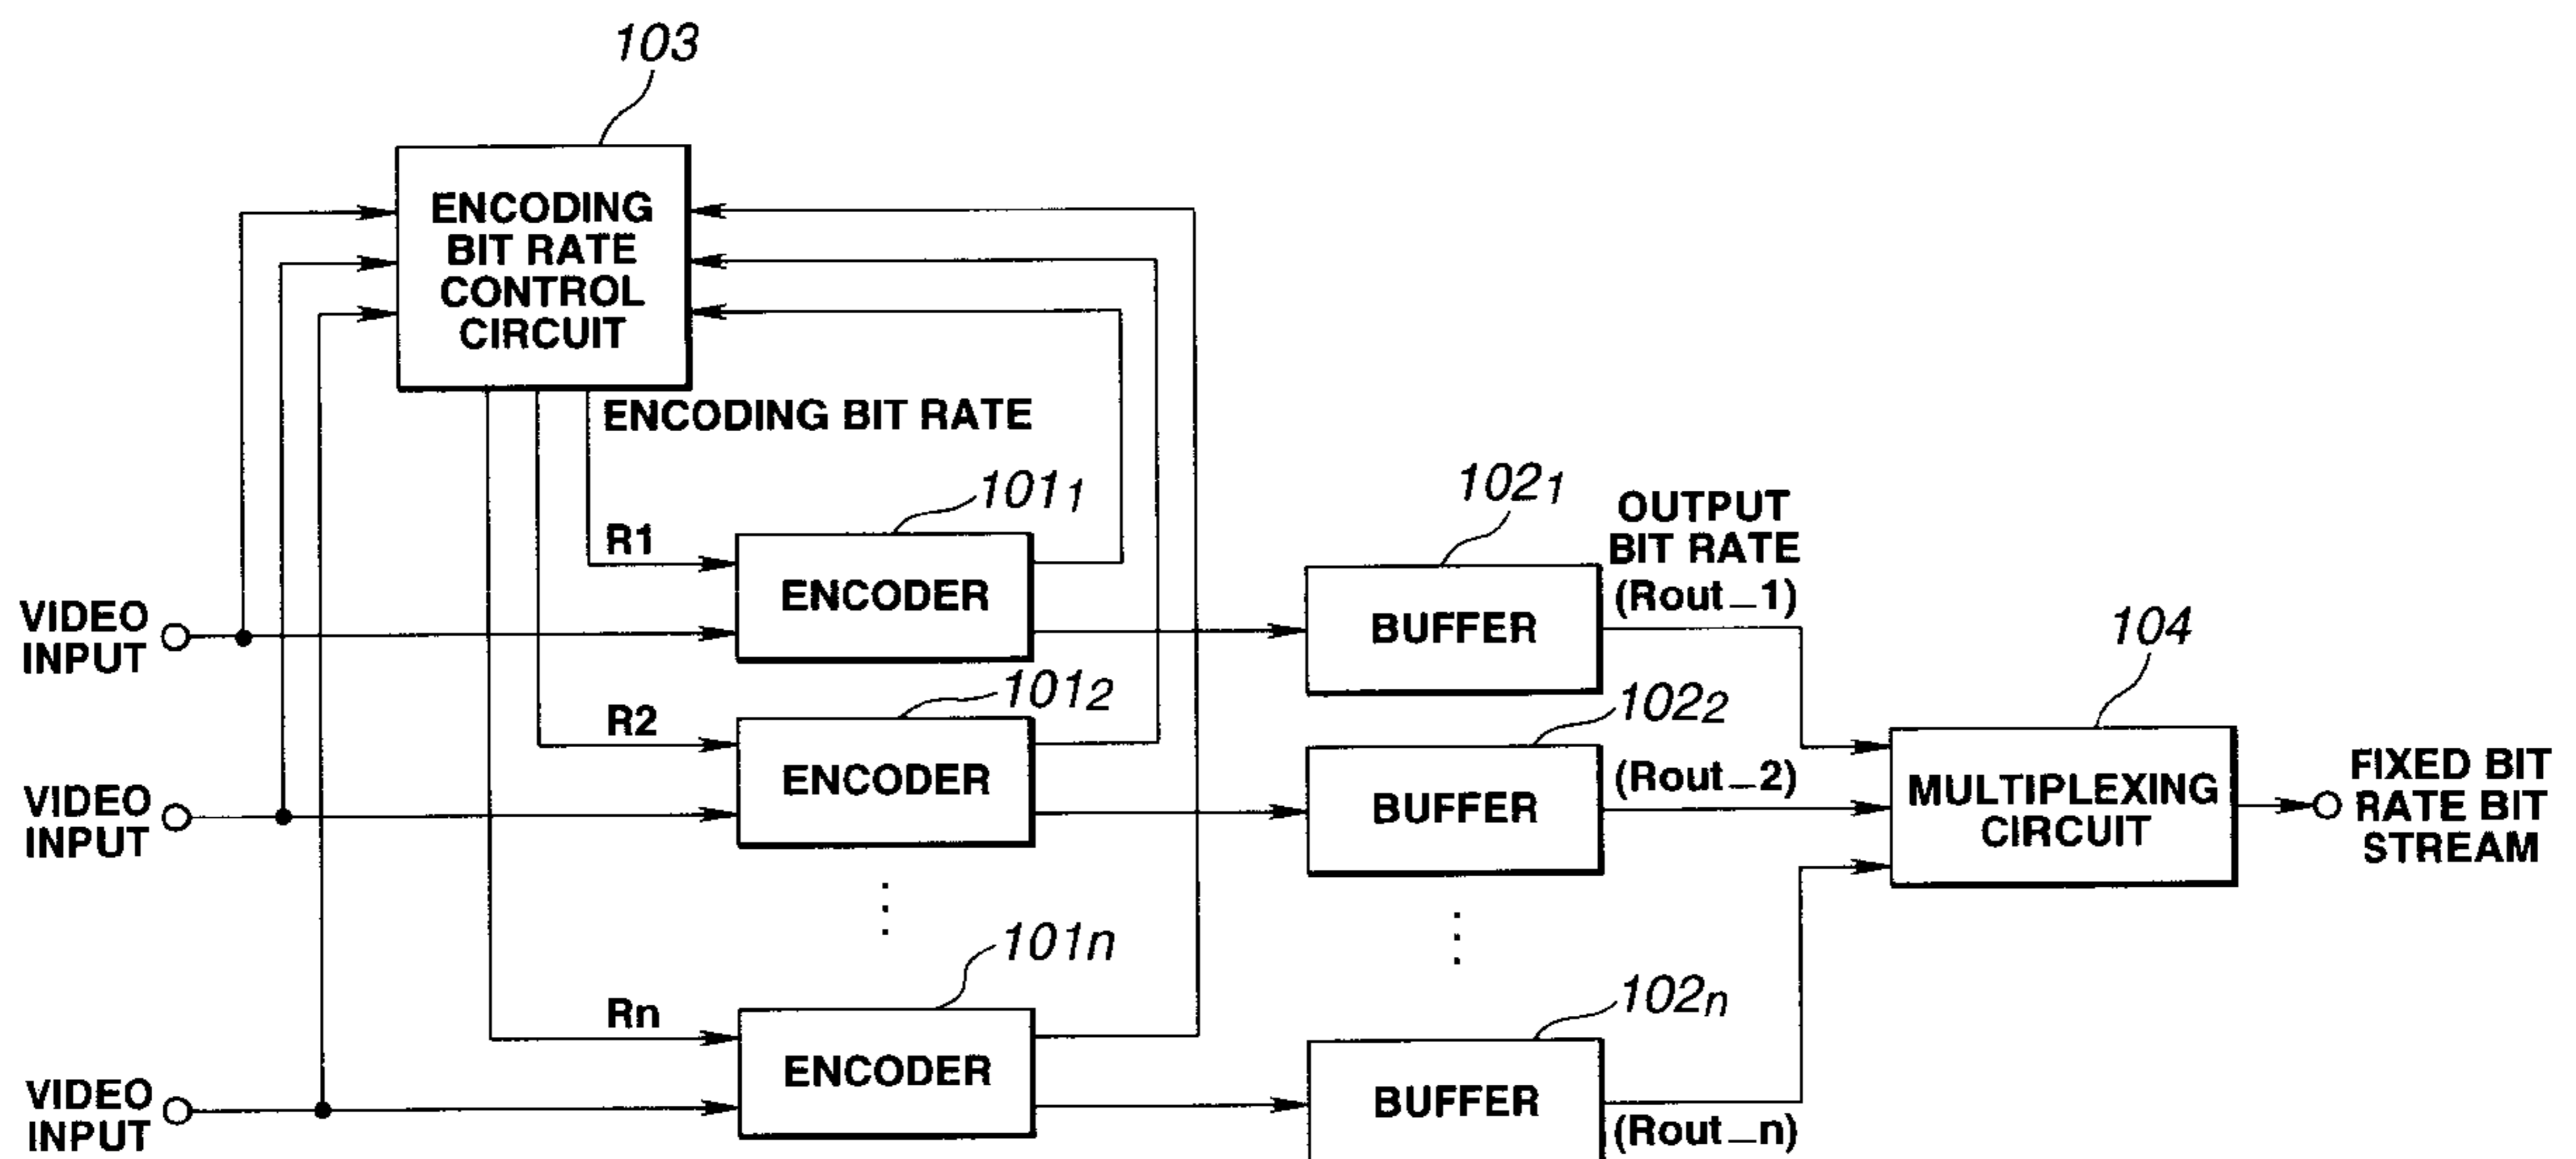 103
ENCODING
BIT RATE
CONTROL
CIRCUIT
ENCODING BIT RATE
101₁
R1
ENCODER
102₁
OUTPUT
BIT RATE
(Rout_1)
BUFFER
VIDEO
INPUT
104
101₂
R2
ENCODER
102₂
(Rout_2)
BUFFER
VIDEO
INPUT
MULTIPLEXING
CIRCUIT
FIXED BIT
RATE BIT
STREAM
101n
Rn
ENCODER
102n
BUFFER
(Rout_n)
VIDEO
INPUT